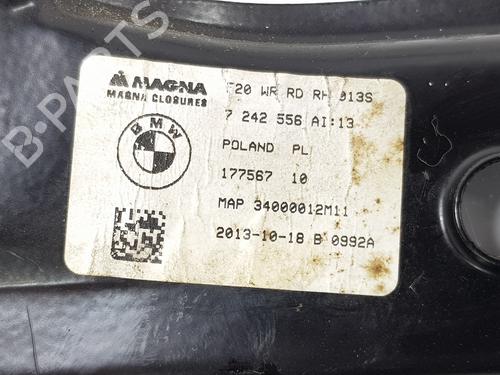 B-PARTS
MAGNA
MAGNA CLOSURES
BMW
F20 WR RD RH 013S
7 242 556 AI:13
POLAND PL
177567 10
MAP 34000012M11
2013-10-18 B 0992A